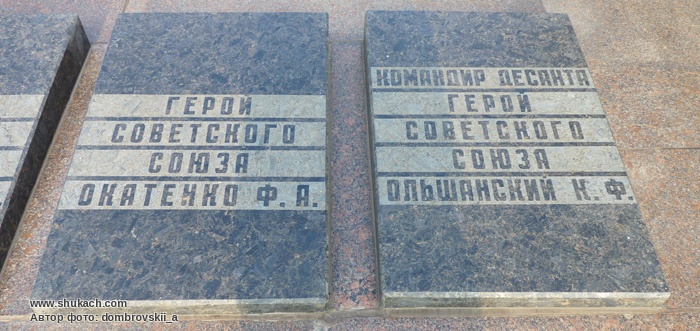 ГЕРОЙ
СОВЕТСКОГО
СОЮЗА
ОКАТЕНКО Ф. А.
КОМАНДИР ДЕСАНТА
ГЕРОЙ
СОВЕТСКОГО
СОЮЗА
ОЛЬШАНСКИЙ К. Ф.
www.shukach.com
Автор фото: dombrovskii_a